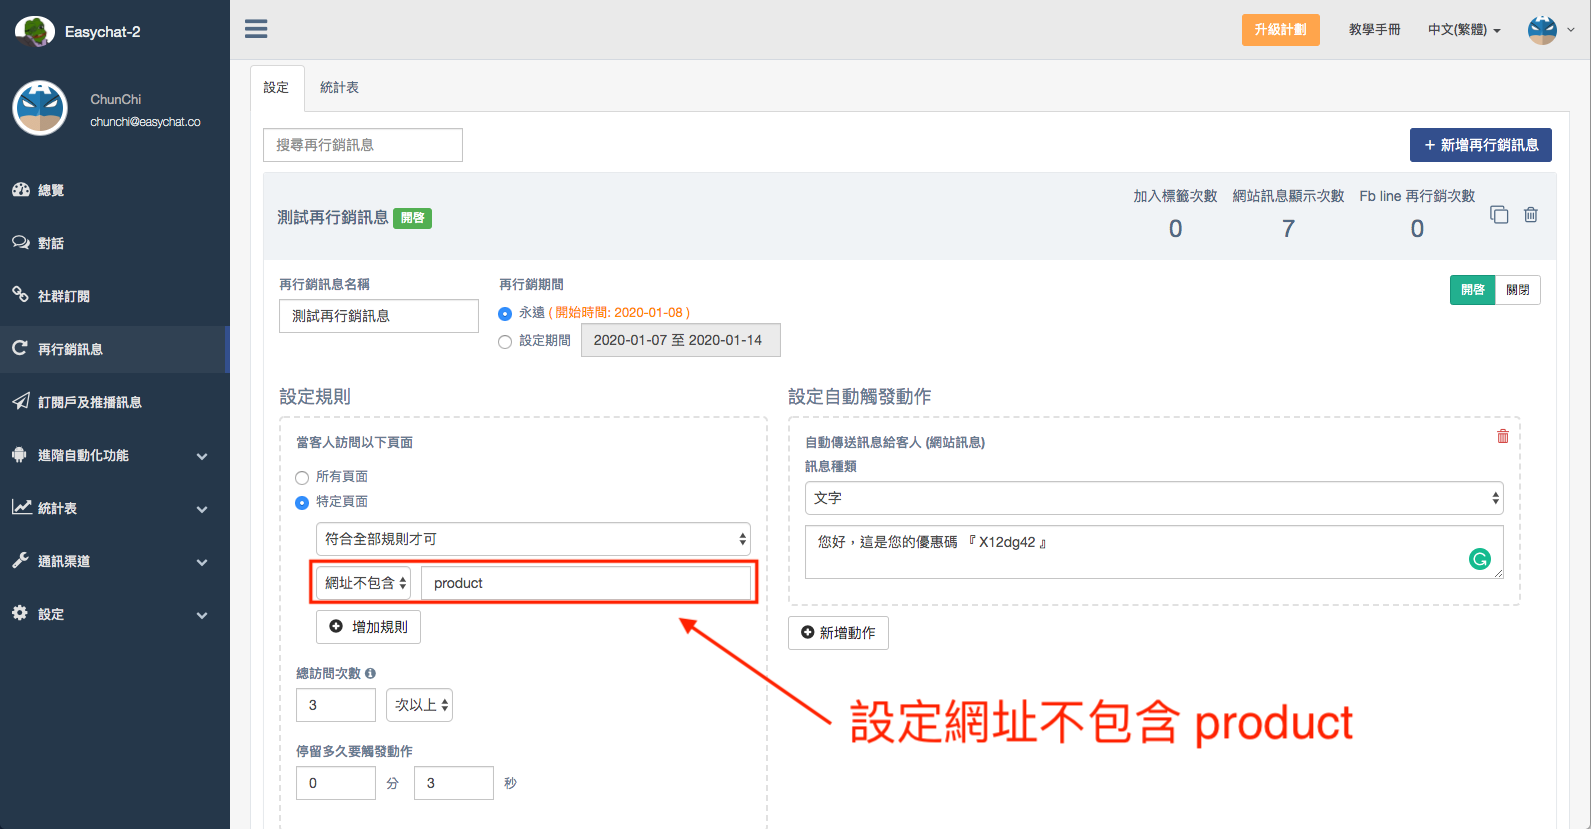 Easychat-2
升級計劃
教學手冊
中文(繁體)
ChunChi
chunchi@easychat.co
總覽
對話
社群訂閱
再行銷訊息
訂閱戶及推播訊息
進階自動化功能
統計表
通訊渠道
設定
設定
統計表
搜尋再行銷訊息
+ 新增再行銷訊息
測試再行銷訊息
開啓
加入標籤次數
網站訊息顯示次數
Fb line 再行銷次數
0
7
0
再行銷訊息名稱
測試再行銷訊息
再行銷期間
永遠 ( 開始時間: 2020-01-08 )
設定期間
2020-01-07 至 2020-01-14
開啓
關閉
設定規則
當客人訪問以下頁面
所有頁面
特定頁面
符合全部規則才可
網址不包含
product
增加規則
總訪問次數
3
次以上
停留多久要觸發動作
0
分
3
秒
設定自動觸發動作
自動傳送訊息給客人 (網站訊息)
訊息種類
文字
您好，這是您的優惠碼 『 X12dg42 』
新增動作
設定網址不包含 product